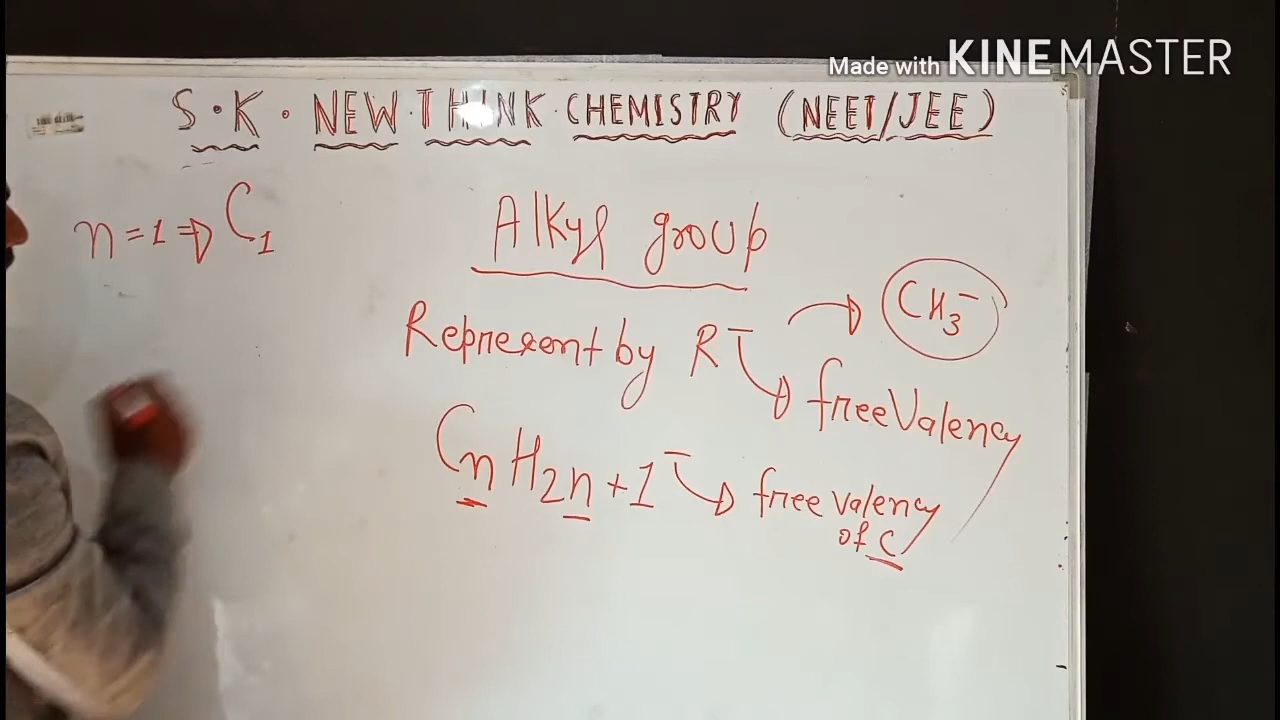 Made with KINEMASTER
S·K· NEW·THINK·CHEMISTRY (NEET/JEE)
n=1⇒C₁
Alkyl group
CH₃⁻
Represent by R⁻
free Valency
CnH2n+1⁻
free valency
of C